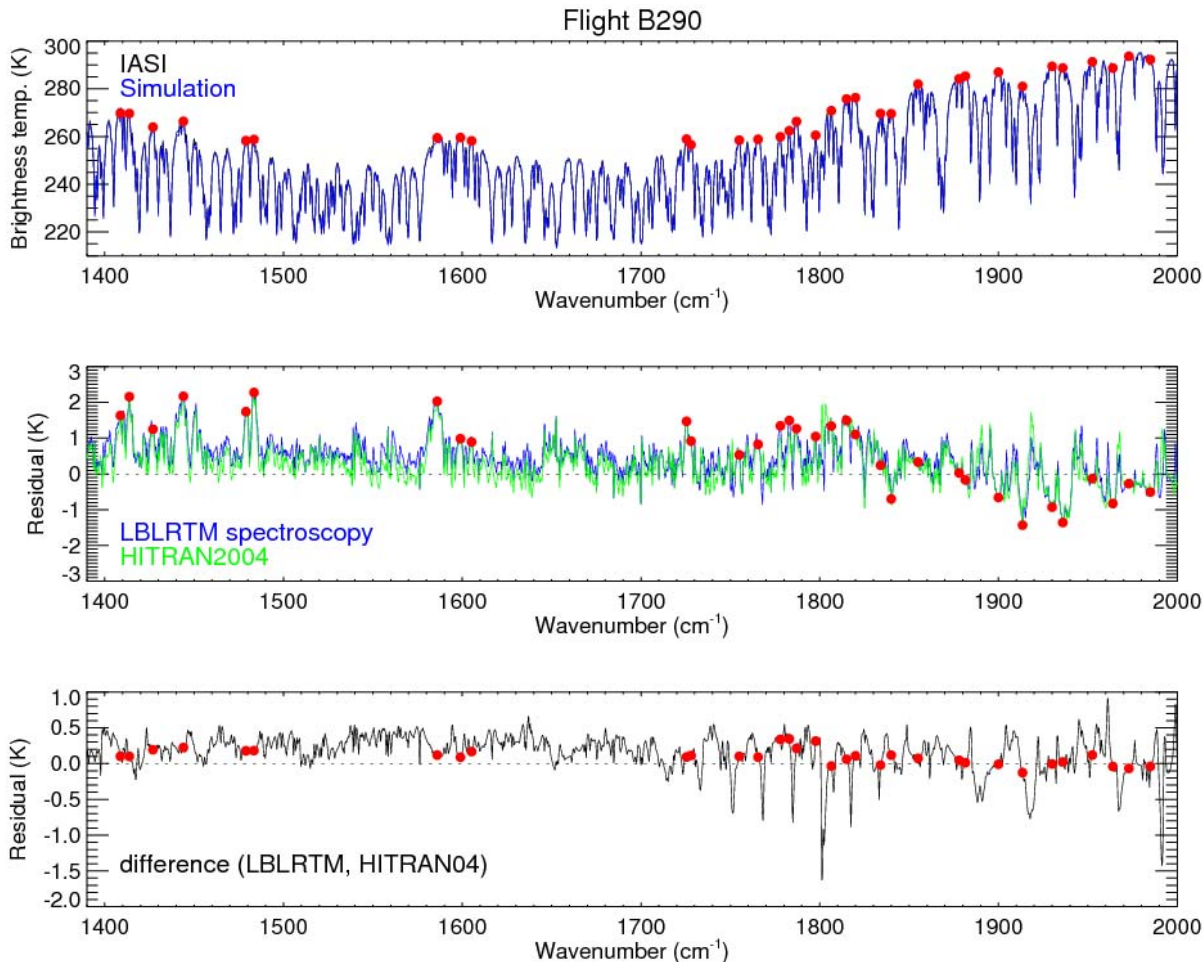 Flight B290
300
280
260
240
220
Brightness temp. (K)
IASI
Simulation
1400 1500 1600 1700 1800 1900 2000
Wavenumber (cm⁻¹)
3
2
1
0
-1
-2
-3
Residual (K)
LBLRTM spectroscopy
HITRAN2004
1400 1500 1600 1700 1800 1900 2000
Wavenumber (cm⁻¹)
1.0
0.5
0.0
-0.5
-1.0
-1.5
-2.0
Residual (K)
difference (LBLRTM, HITRAN04)
1400 1500 1600 1700 1800 1900 2000
Wavenumber (cm⁻¹)